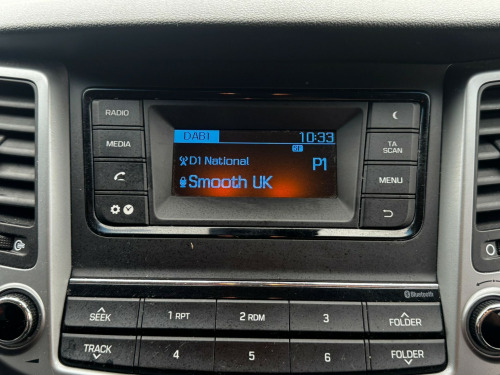 RADIO
MEDIA
DAB1 10:33
D1 National P1
Smooth UK
TA
SCAN
MENU
Bluetooth
SEEK
TRACK
1 RPT
2 RDM
3
4
5
6
FOLDER
FOLDER